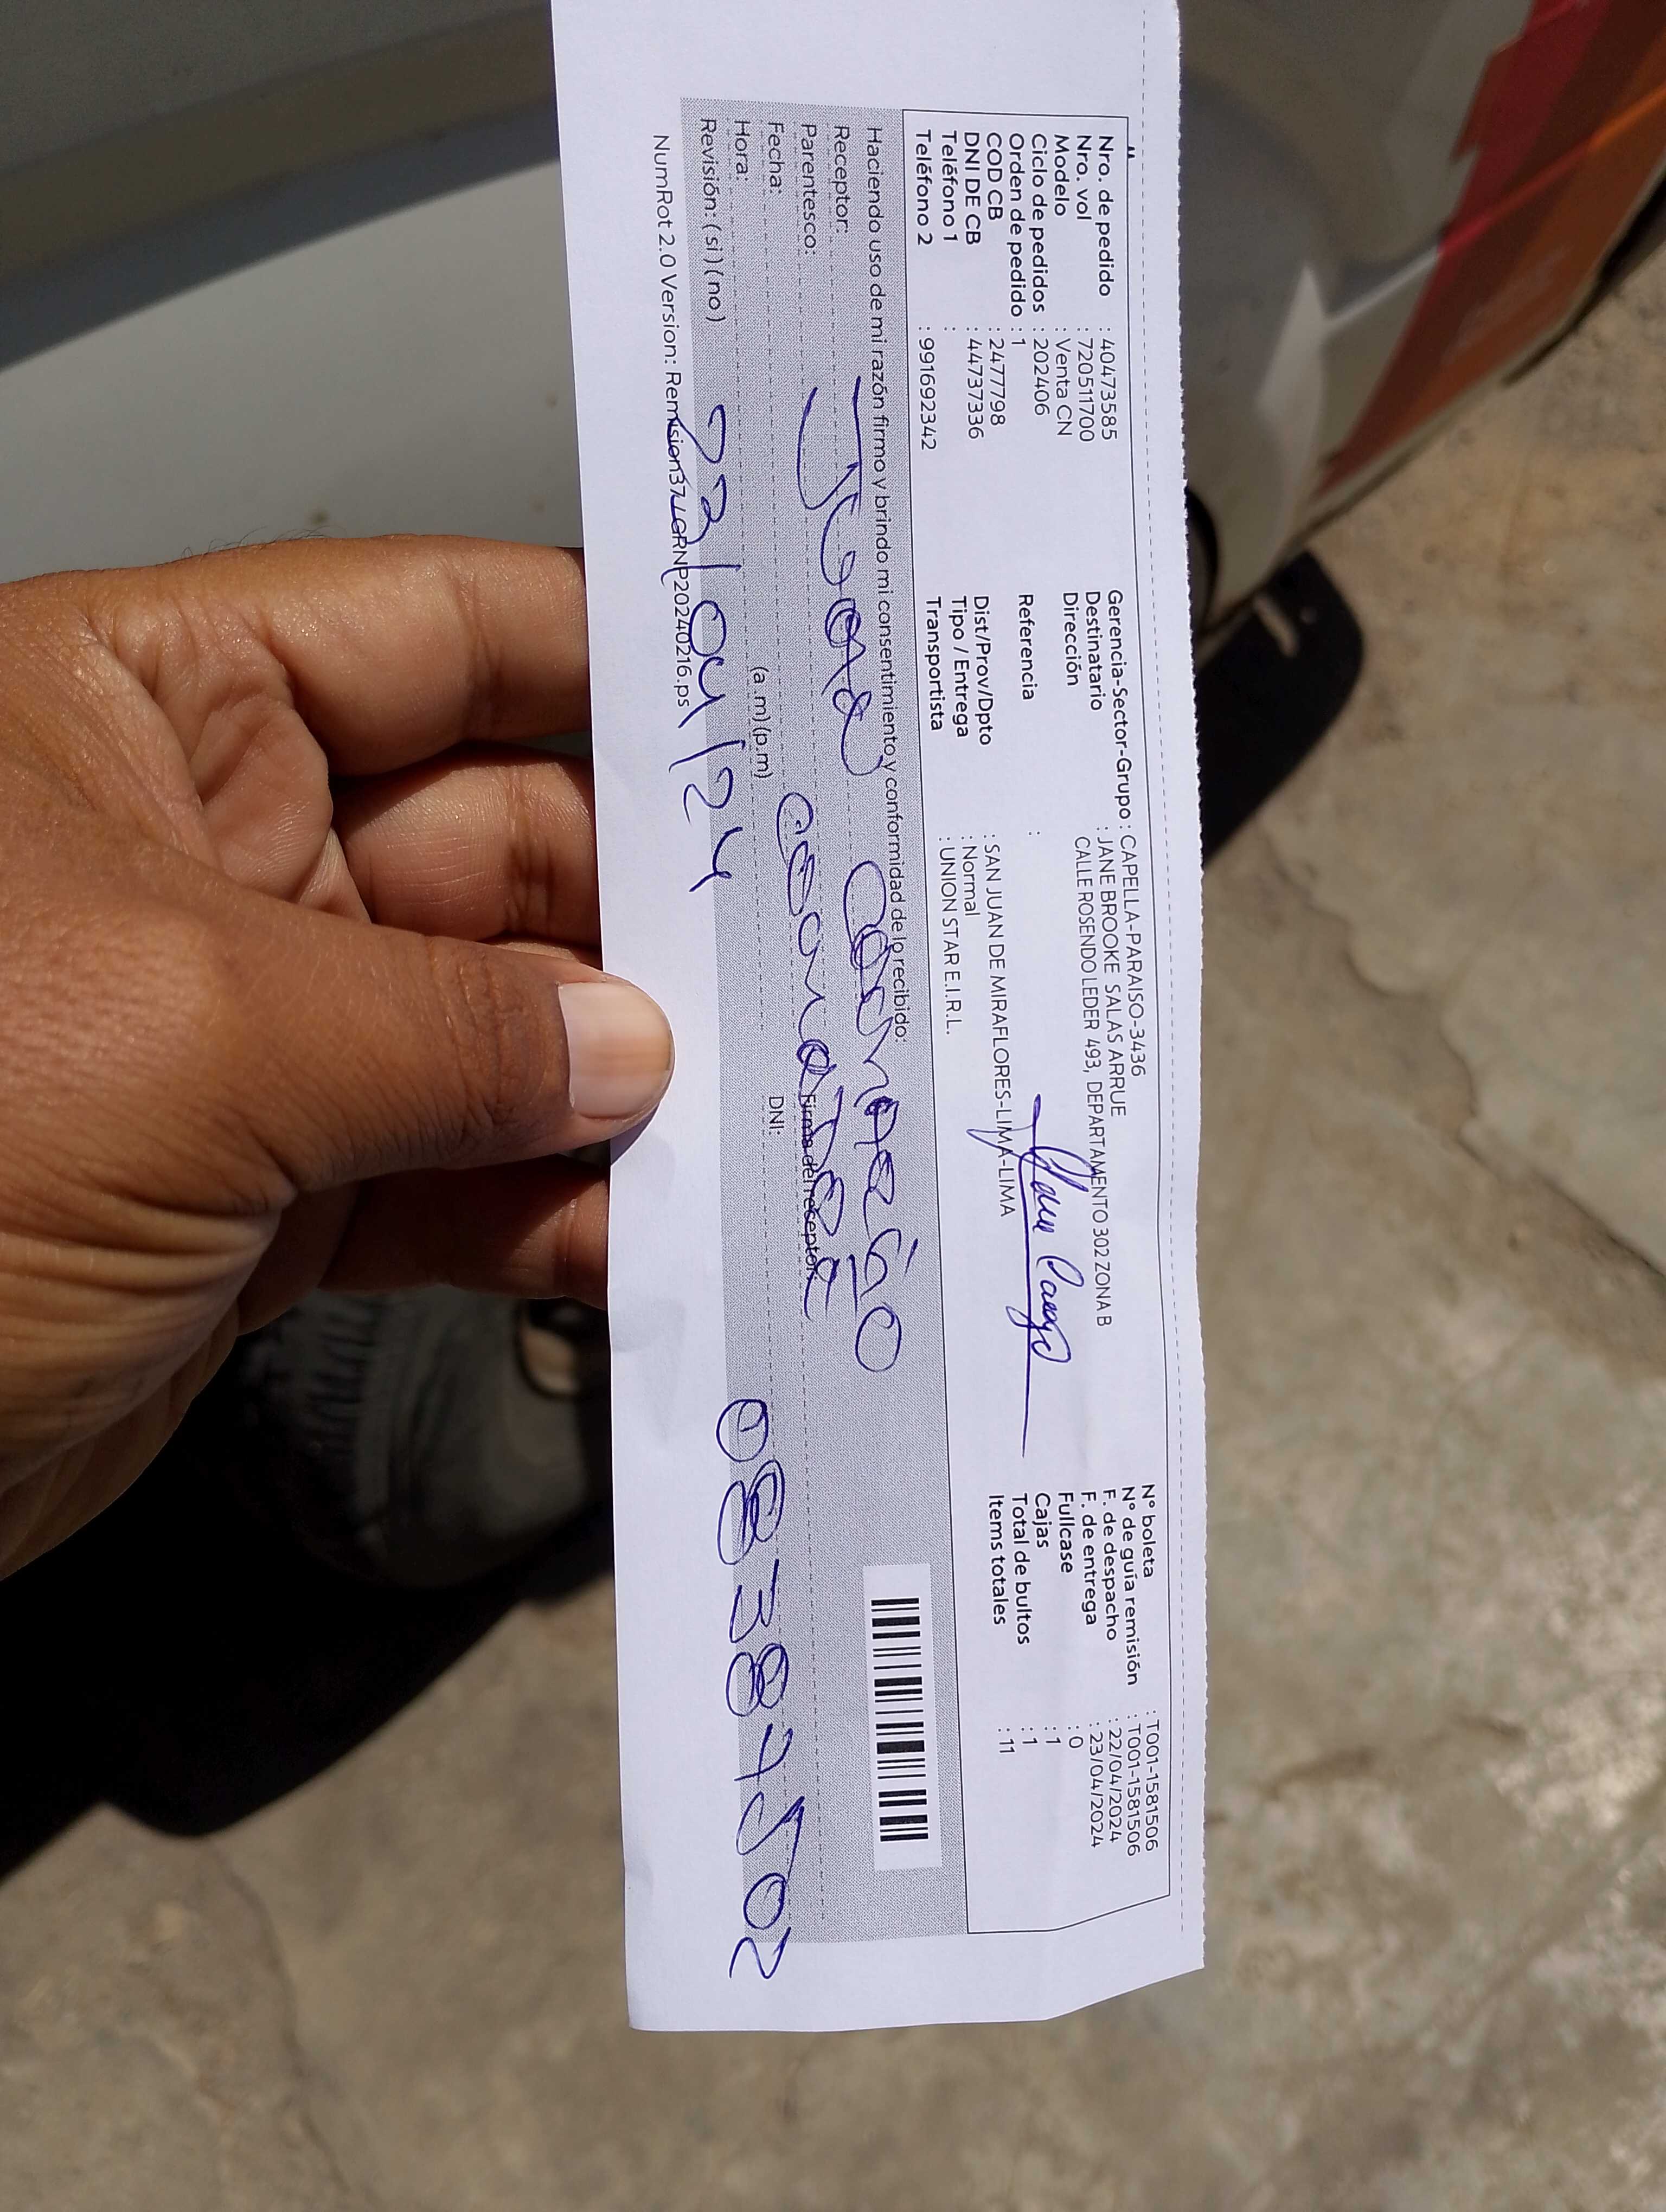 Nro. de pedido : 40473585
Nro. vol : 720511700
Modelo : Venta CN
Ciclo de pedidos : 202406
Orden de pedido : 1
COD CB : 2477798
DNI DE CB : 44737336
Teléfono 1 :
Teléfono 2 : 991692342
Gerencia-Sector-Grupo : CAPELLA-PARAISO-3436
Destinatario : JANE BROOKE SALAS ARRUE
Dirección CALLE ROSENDO LEDER 493, DEPARTAMENTO 302 ZONA B
Referencia :
Dist/Prov/Dpto : SAN JUAN DE MIRAFLORES-LIMA-LIMA
Tipo / Entrega : Normal
Transportista : UNION STAR E.I.R.L.
N° boleta : T001-1581506
N° de guía remisión : T001-1581506
F. de despacho : 22/04/2024
F. de entrega : 23/04/2024
Fullcase : 0
Cajas : 1
Total de bultos : 1
Items totales : 11
Haciendo uso de mi razón firmo y brindo mi consentimiento y conformidad de lo recibido:
Receptor:
Parentesco:
Firma del receptor:
Fecha:
DNI:
Hora: (a .m)(p.m)
Revisión: (si) (no)
23/04/24
NumRot 2.0 Version: Remision37_GRNP20240216.ps